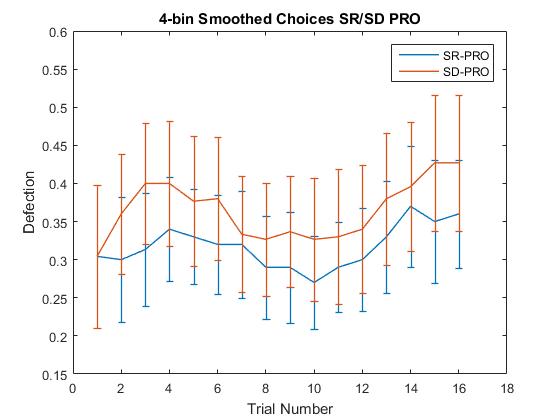 4-bin Smoothed Choices SR/SD PRO
0.6
0.55
0.5
0.45
0.4
0.35
0.3
0.25
0.2
0.15
Defection
SR-PRO
SD-PRO
0 2 4 6 8 10 12 14 16 18
Trial Number